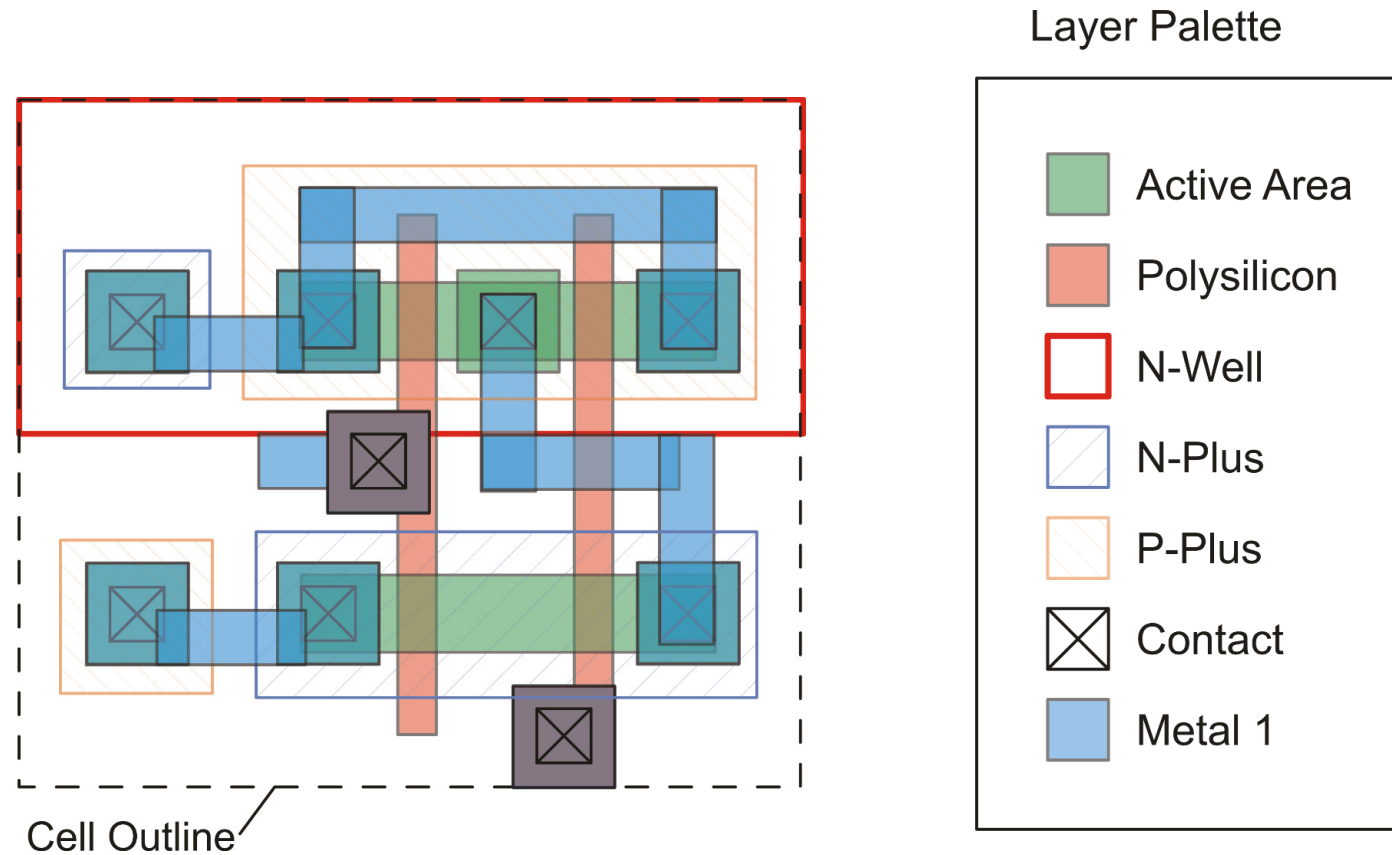 Layer Palette
Active Area
Polysilicon
N-Well
N-Plus
P-Plus
Contact
Metal 1
Cell Outline